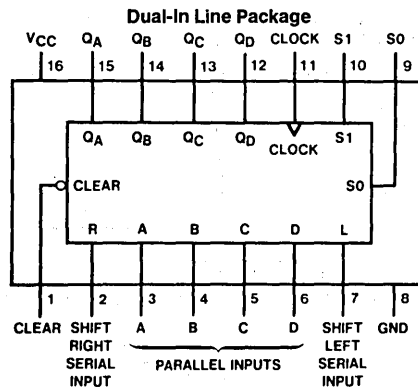 Dual-In Line Package
VCC QA QB QC QD CLOCK S1 S0
16 15 14 13 12 11 10 9
QA QB QC QD CLOCK S1
CLEAR S0
R A B C D L
1 2 3 4 5 6 7 8
CLEAR SHIFT RIGHT SERIAL INPUT A B C D SHIFT LEFT SERIAL INPUT GND
PARALLEL INPUTS